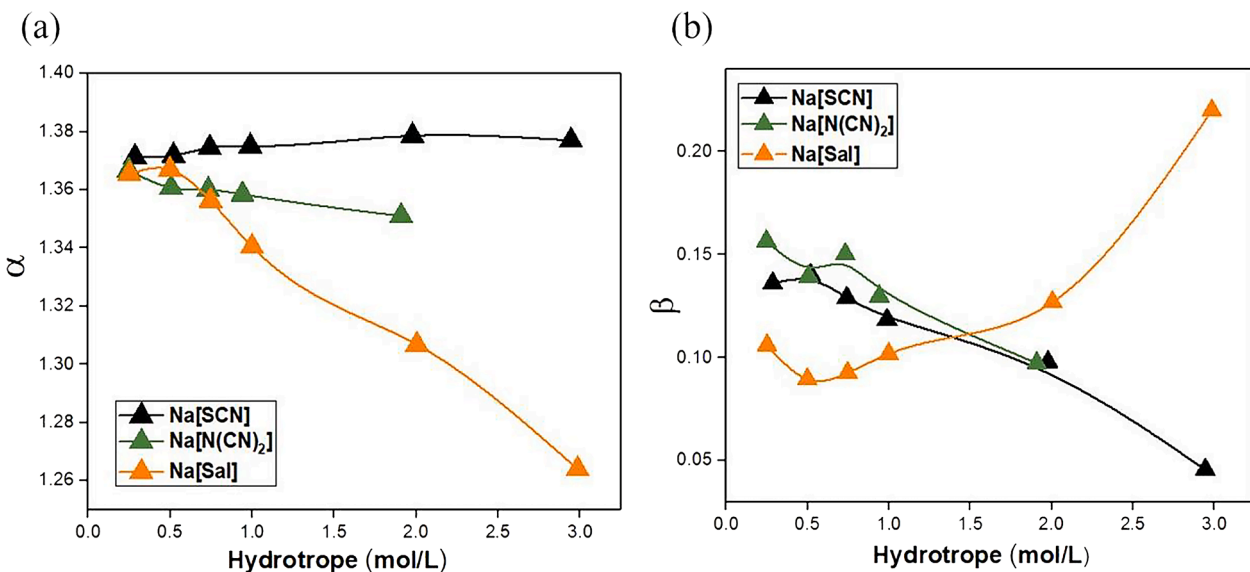 (a)
1.40
1.38
1.36
1.34
1.32
1.30
1.28
1.26
α
Na[SCN]
Na[N(CN)₂]
Na[Sal]
0.0 0.5 1.0 1.5 2.0 2.5 3.0
Hydrotrope (mol/L)
(b)
Na[SCN]
Na[N(CN)₂]
Na[Sal]
0.20
0.15
0.10
0.05
β
0.0 0.5 1.0 1.5 2.0 2.5 3.0
Hydrotrope (mol/L)